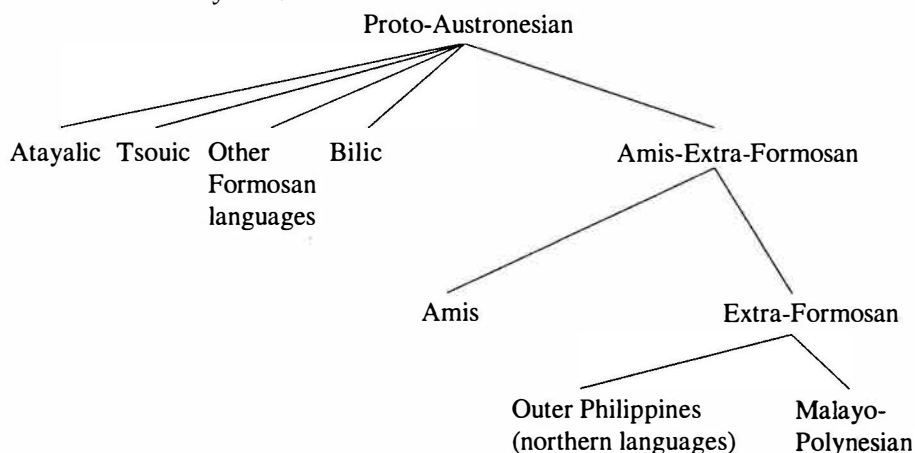 Proto-Austronesian
Atayalic Tsouic Other Bilic Amis-Extra-Formosan
Formosan
languages
Amis Extra-Formosan
Outer Philippines Malayo-
(northern languages) Polynesian